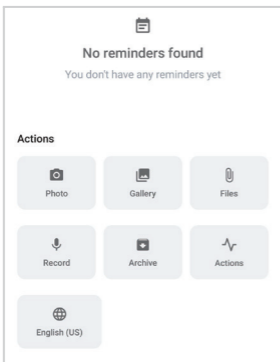 No reminders found
You don't have any reminders yet
Actions
Photo
Gallery
Files
Record
Archive
Actions
English (US)